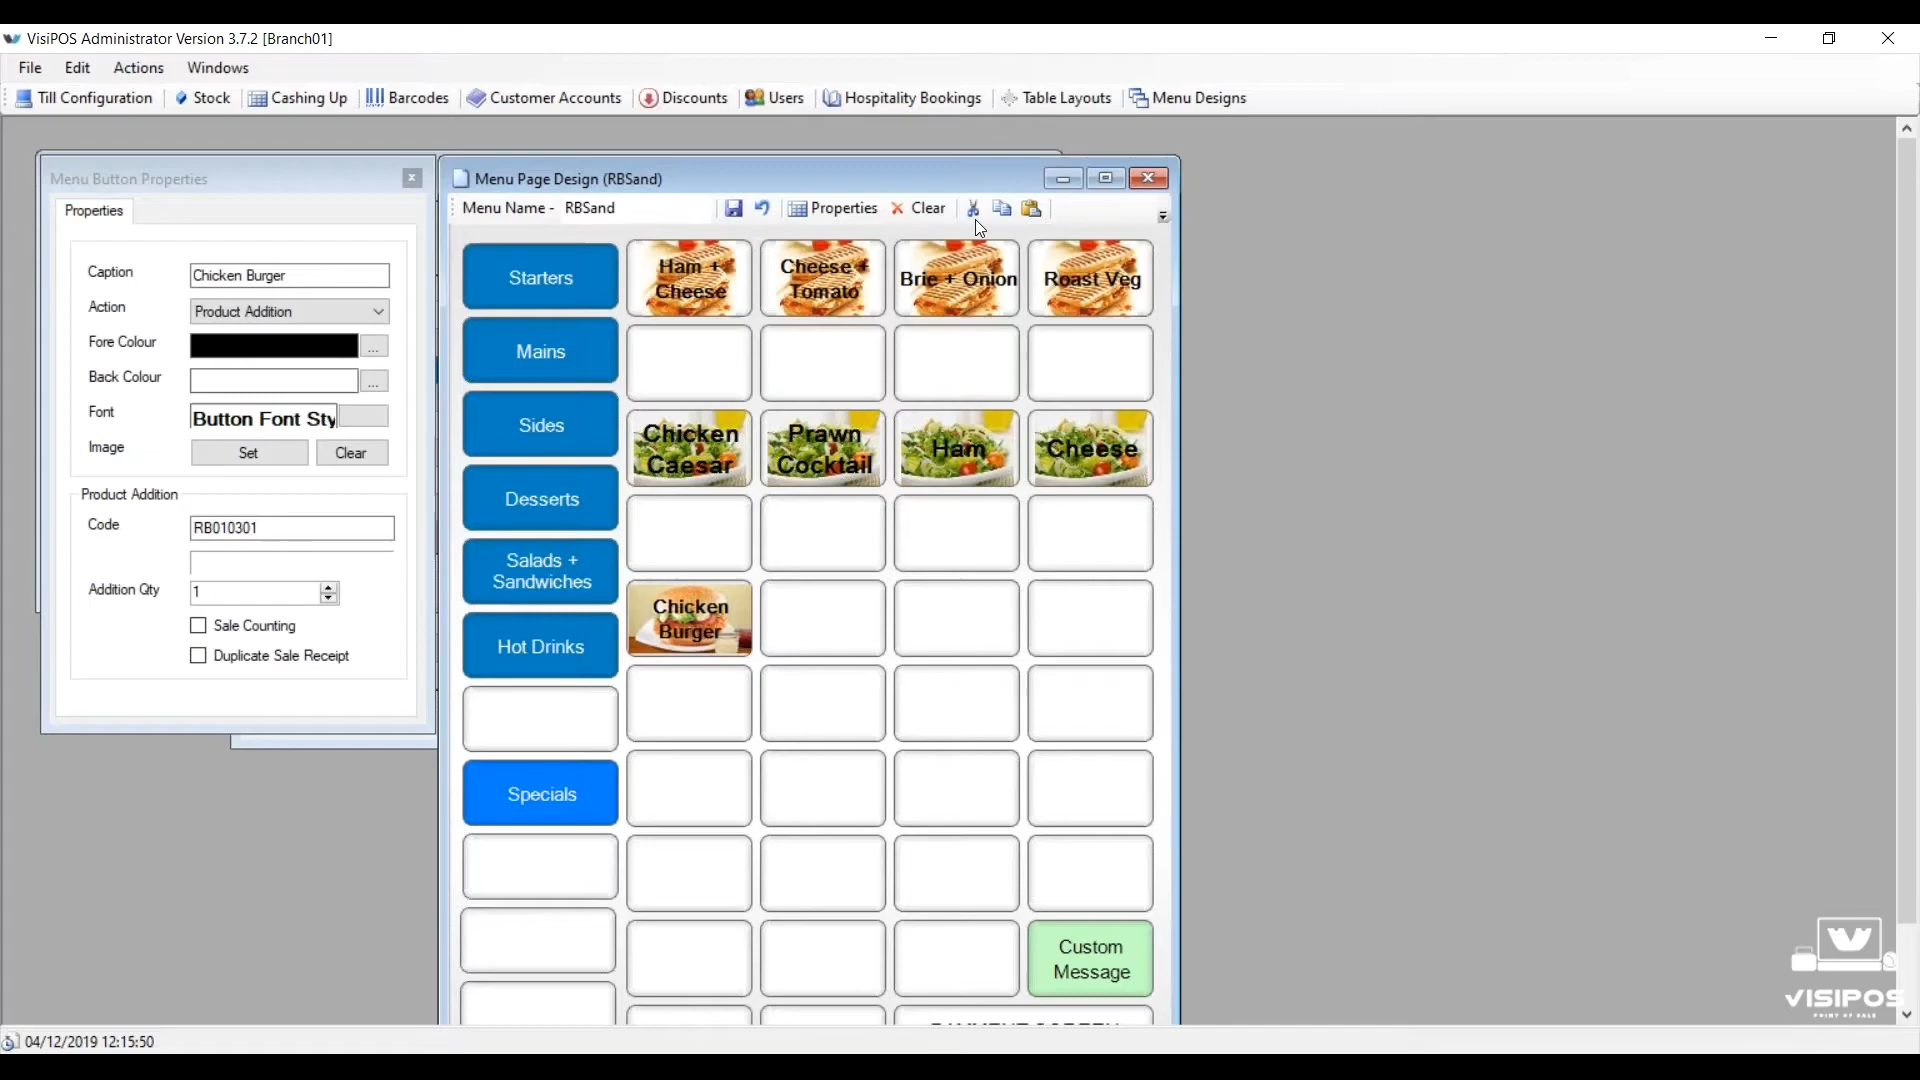 VisiPOS Administrator Version 3.7.2 [Branch01]
File Edit Actions Windows
Till Configuration Stock Cashing Up Barcodes Customer Accounts Discounts Users Hospitality Bookings Table Layouts Menu Designs
Menu Button Properties
Properties
Caption Chicken Burger
Action Product Addition
Fore Colour ...
Back Colour ...
Font Button Font Sty
Image Set Clear
Product Addition
Code RB010301
Addition Qty 1
Sale Counting
Duplicate Sale Receipt
Menu Page Design (RBSand)
Menu Name - RBSand Properties Clear
Starters
Mains
Sides
Desserts
Salads +
Sandwiches
Hot Drinks
Specials
Ham +
Cheese
Cheese +
Tomato
Brie + Onion
Roast Veg
Chicken
Caesar
Prawn
Cocktail
Ham
Cheese
Chicken
Burger
Custom
Message
VISIPOS
POINT OF SALE
04/12/2019 12:15:50